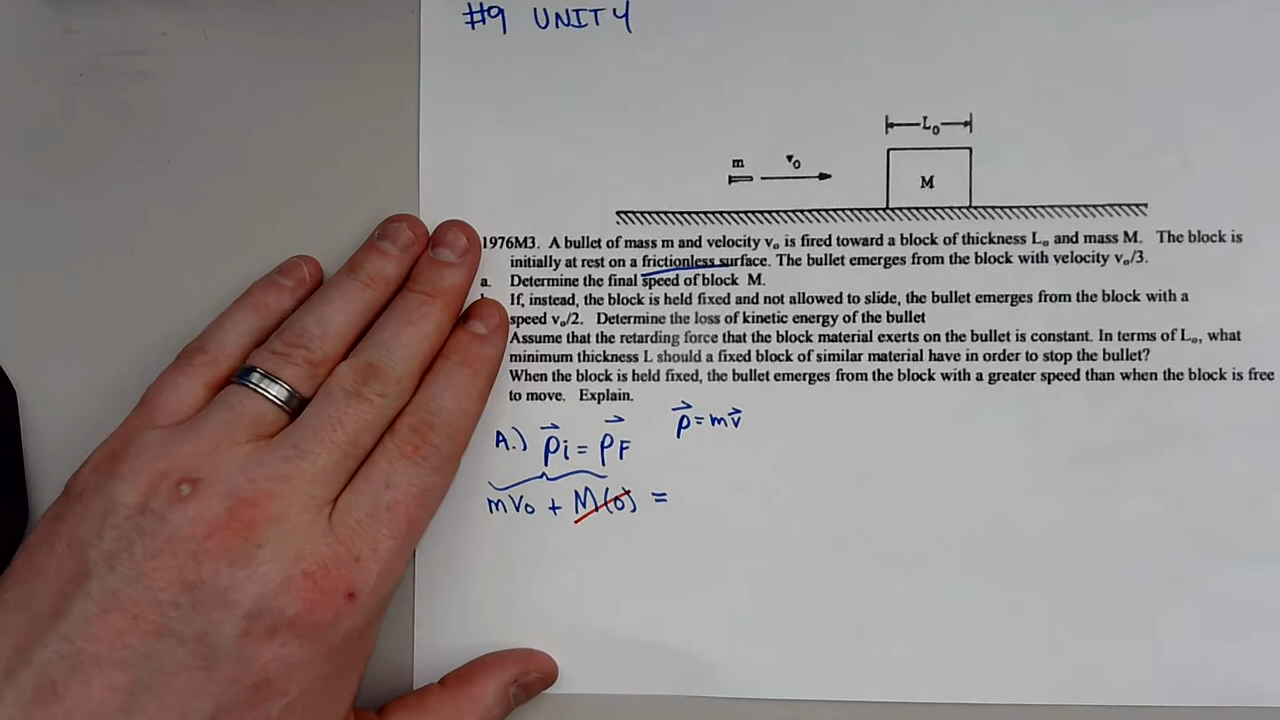 #9 UNITY
L₀
m
v₀
M
1976M3. A bullet of mass m and velocity v₀ is fired toward a block of thickness L₀ and mass M. The block is
initially at rest on a frictionless surface. The bullet emerges from the block with velocity v₀/3.
a. Determine the final speed of block M.
If, instead, the block is held fixed and not allowed to slide, the bullet emerges from the block with a
speed v₀/2. Determine the loss of kinetic energy of the bullet
Assume that the retarding force that the block material exerts on the bullet is constant. In terms of L₀, what
minimum thickness L should a fixed block of similar material have in order to stop the bullet?
When the block is held fixed, the bullet emerges from the block with a greater speed than when the block is free
to move. Explain.
p⃗ = mv⃗
A.) p⃗i = p⃗F
mv₀ + M(0) =